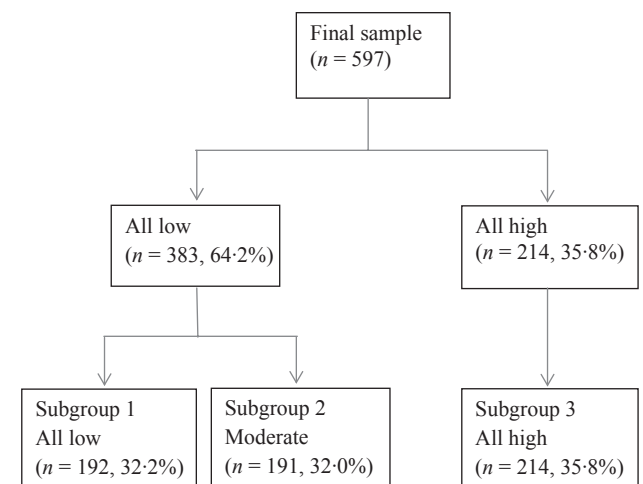 Final sample
(n = 597)
All low
(n = 383, 64·2%)
All high
(n = 214, 35·8%)
Subgroup 1
All low
(n = 192, 32·2%)
Subgroup 2
Moderate
(n = 191, 32·0%)
Subgroup 3
All high
(n = 214, 35·8%)